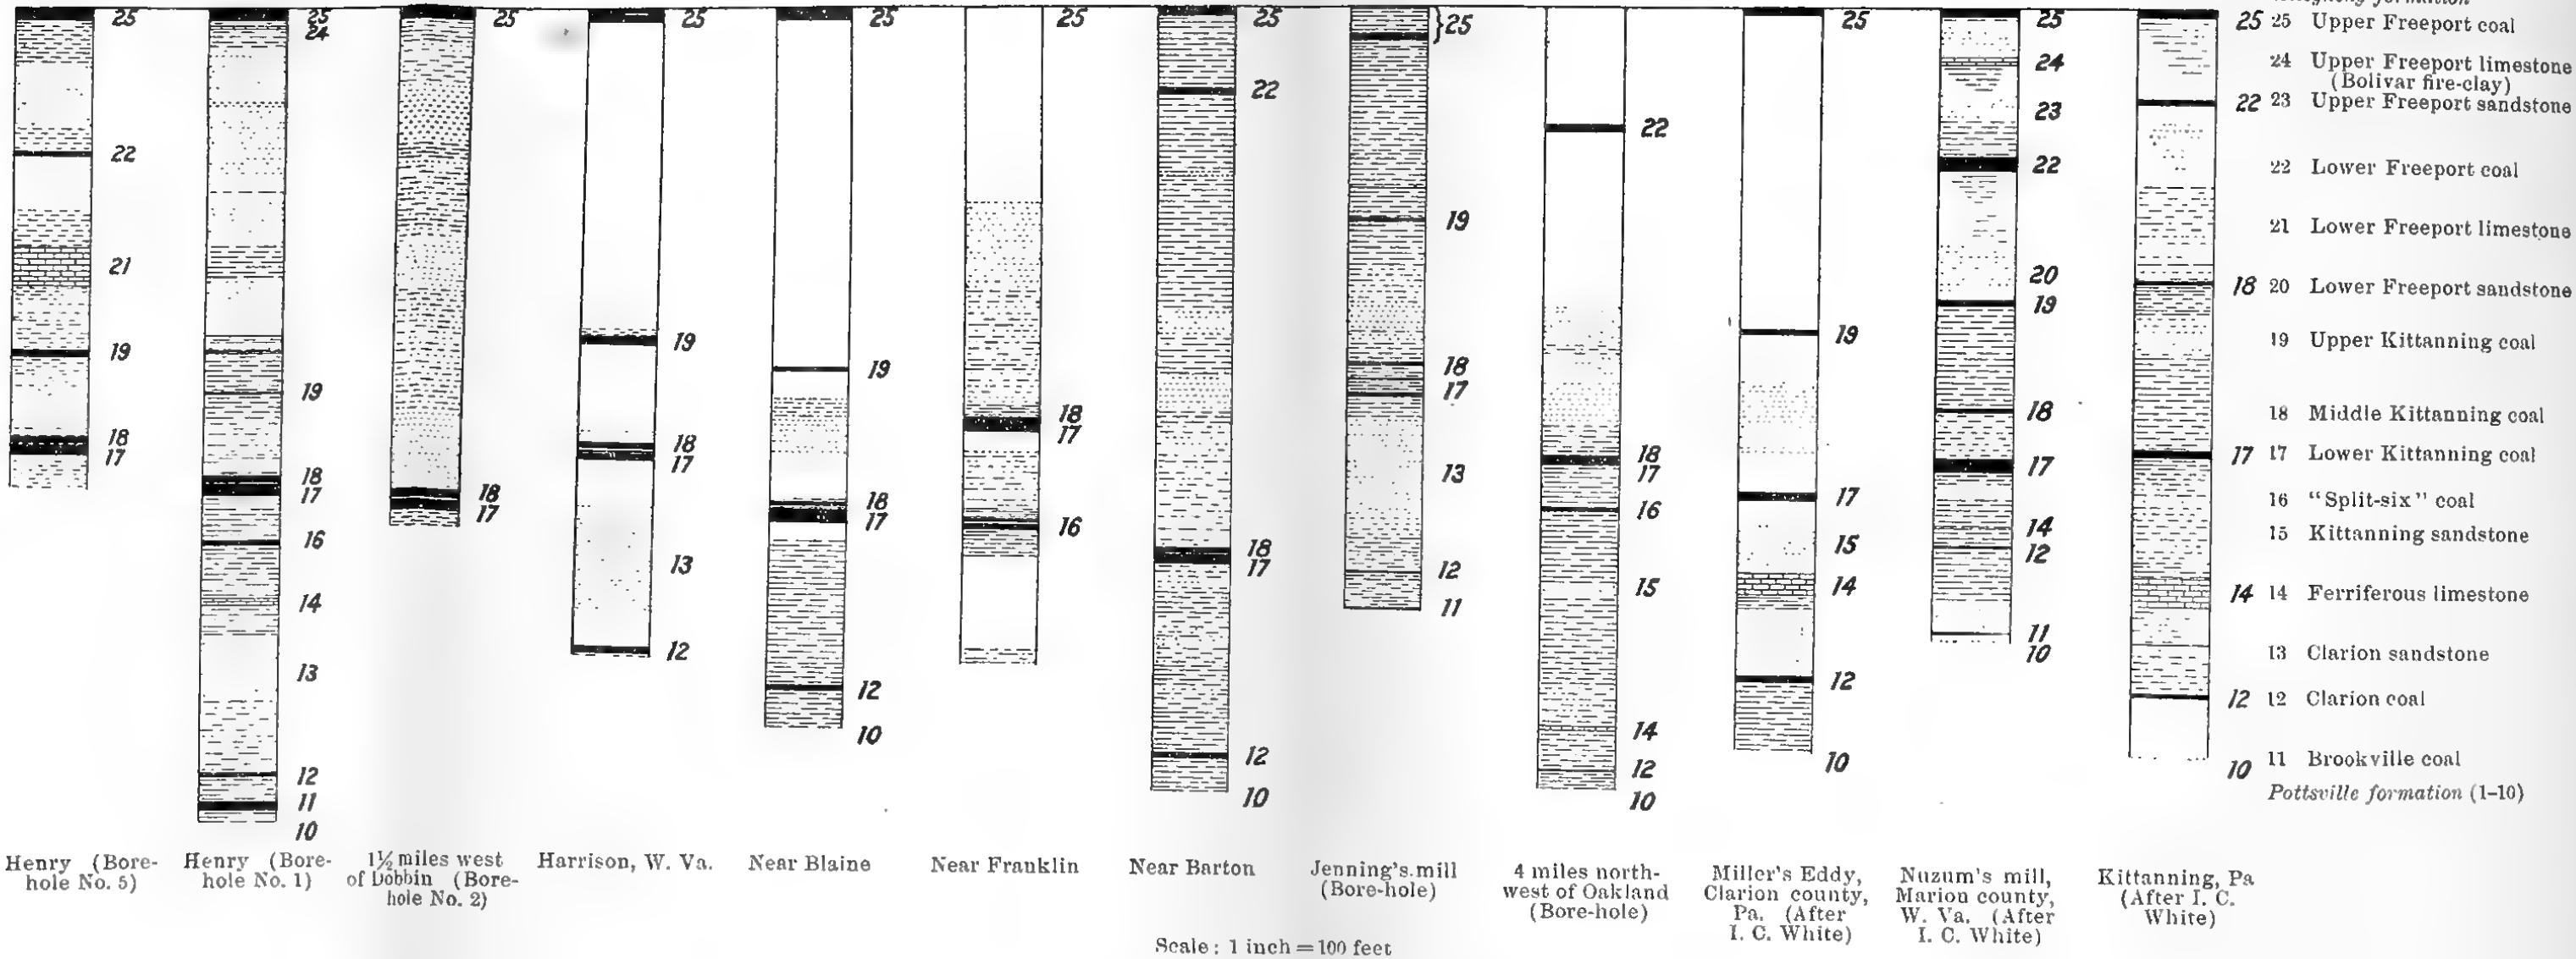 Allegheny formation
25
22
21
19
18
17
25
24
19
18
17
16
14
13
12
11
10
25
18
17
25
19
18
17
13
12
25
19
18
17
12
10
25
18
17
16
25
22
18
17
12
10
}25
19
18
17
13
12
11
22
18
17
16
15
14
12
10
25
19
17
15
14
12
10
25
24
23
22
20
19
18
17
14
12
11
10
25
22
18
17
14
12
10
25 Upper Freeport coal
24 Upper Freeport limestone
(Bolivar fire-clay)
23 Upper Freeport sandstone
22 Lower Freeport coal
21 Lower Freeport limestone
20 Lower Freeport sandstone
19 Upper Kittanning coal
18 Middle Kittanning coal
17 Lower Kittanning coal
16 "Split-six" coal
15 Kittanning sandstone
14 Ferriferous limestone
13 Clarion sandstone
12 Clarion coal
11 Brookville coal
Pottsville formation (1-10)
Henry (Bore-
hole No. 5)
Henry (Bore-
hole No. 1)
1½ miles west
of Dobbin (Bore-
hole No. 2)
Harrison, W. Va.
Near Blaine
Near Franklin
Near Barton
Jenning's mill
(Bore-hole)
4 miles north-
west of Oakland
(Bore-hole)
Miller's Eddy,
Clarion county,
Pa. (After
I. C. White)
Nuzum's mill,
Marion county,
W. Va. (After
I. C. White)
Kittanning, Pa
(After I. C.
White)
Scale: 1 inch = 100 feet